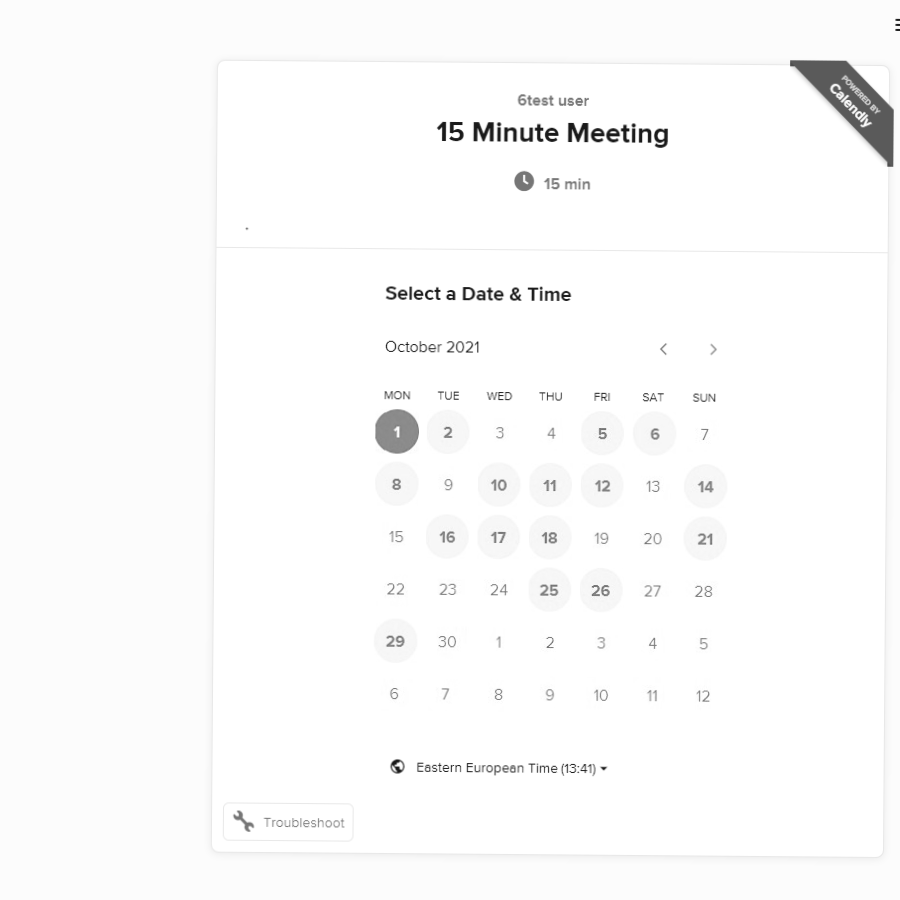 POWERED BY
Calendly
6test user
15 Minute Meeting
15 min
.
Select a Date & Time
October 2021
MON TUE WED THU FRI SAT SUN
1 2 3 4 5 6 7
8 9 10 11 12 13 14
15 16 17 18 19 20 21
22 23 24 25 26 27 28
29 30 1 2 3 4 5
6 7 8 9 10 11 12
Eastern European Time (13:41)
Troubleshoot